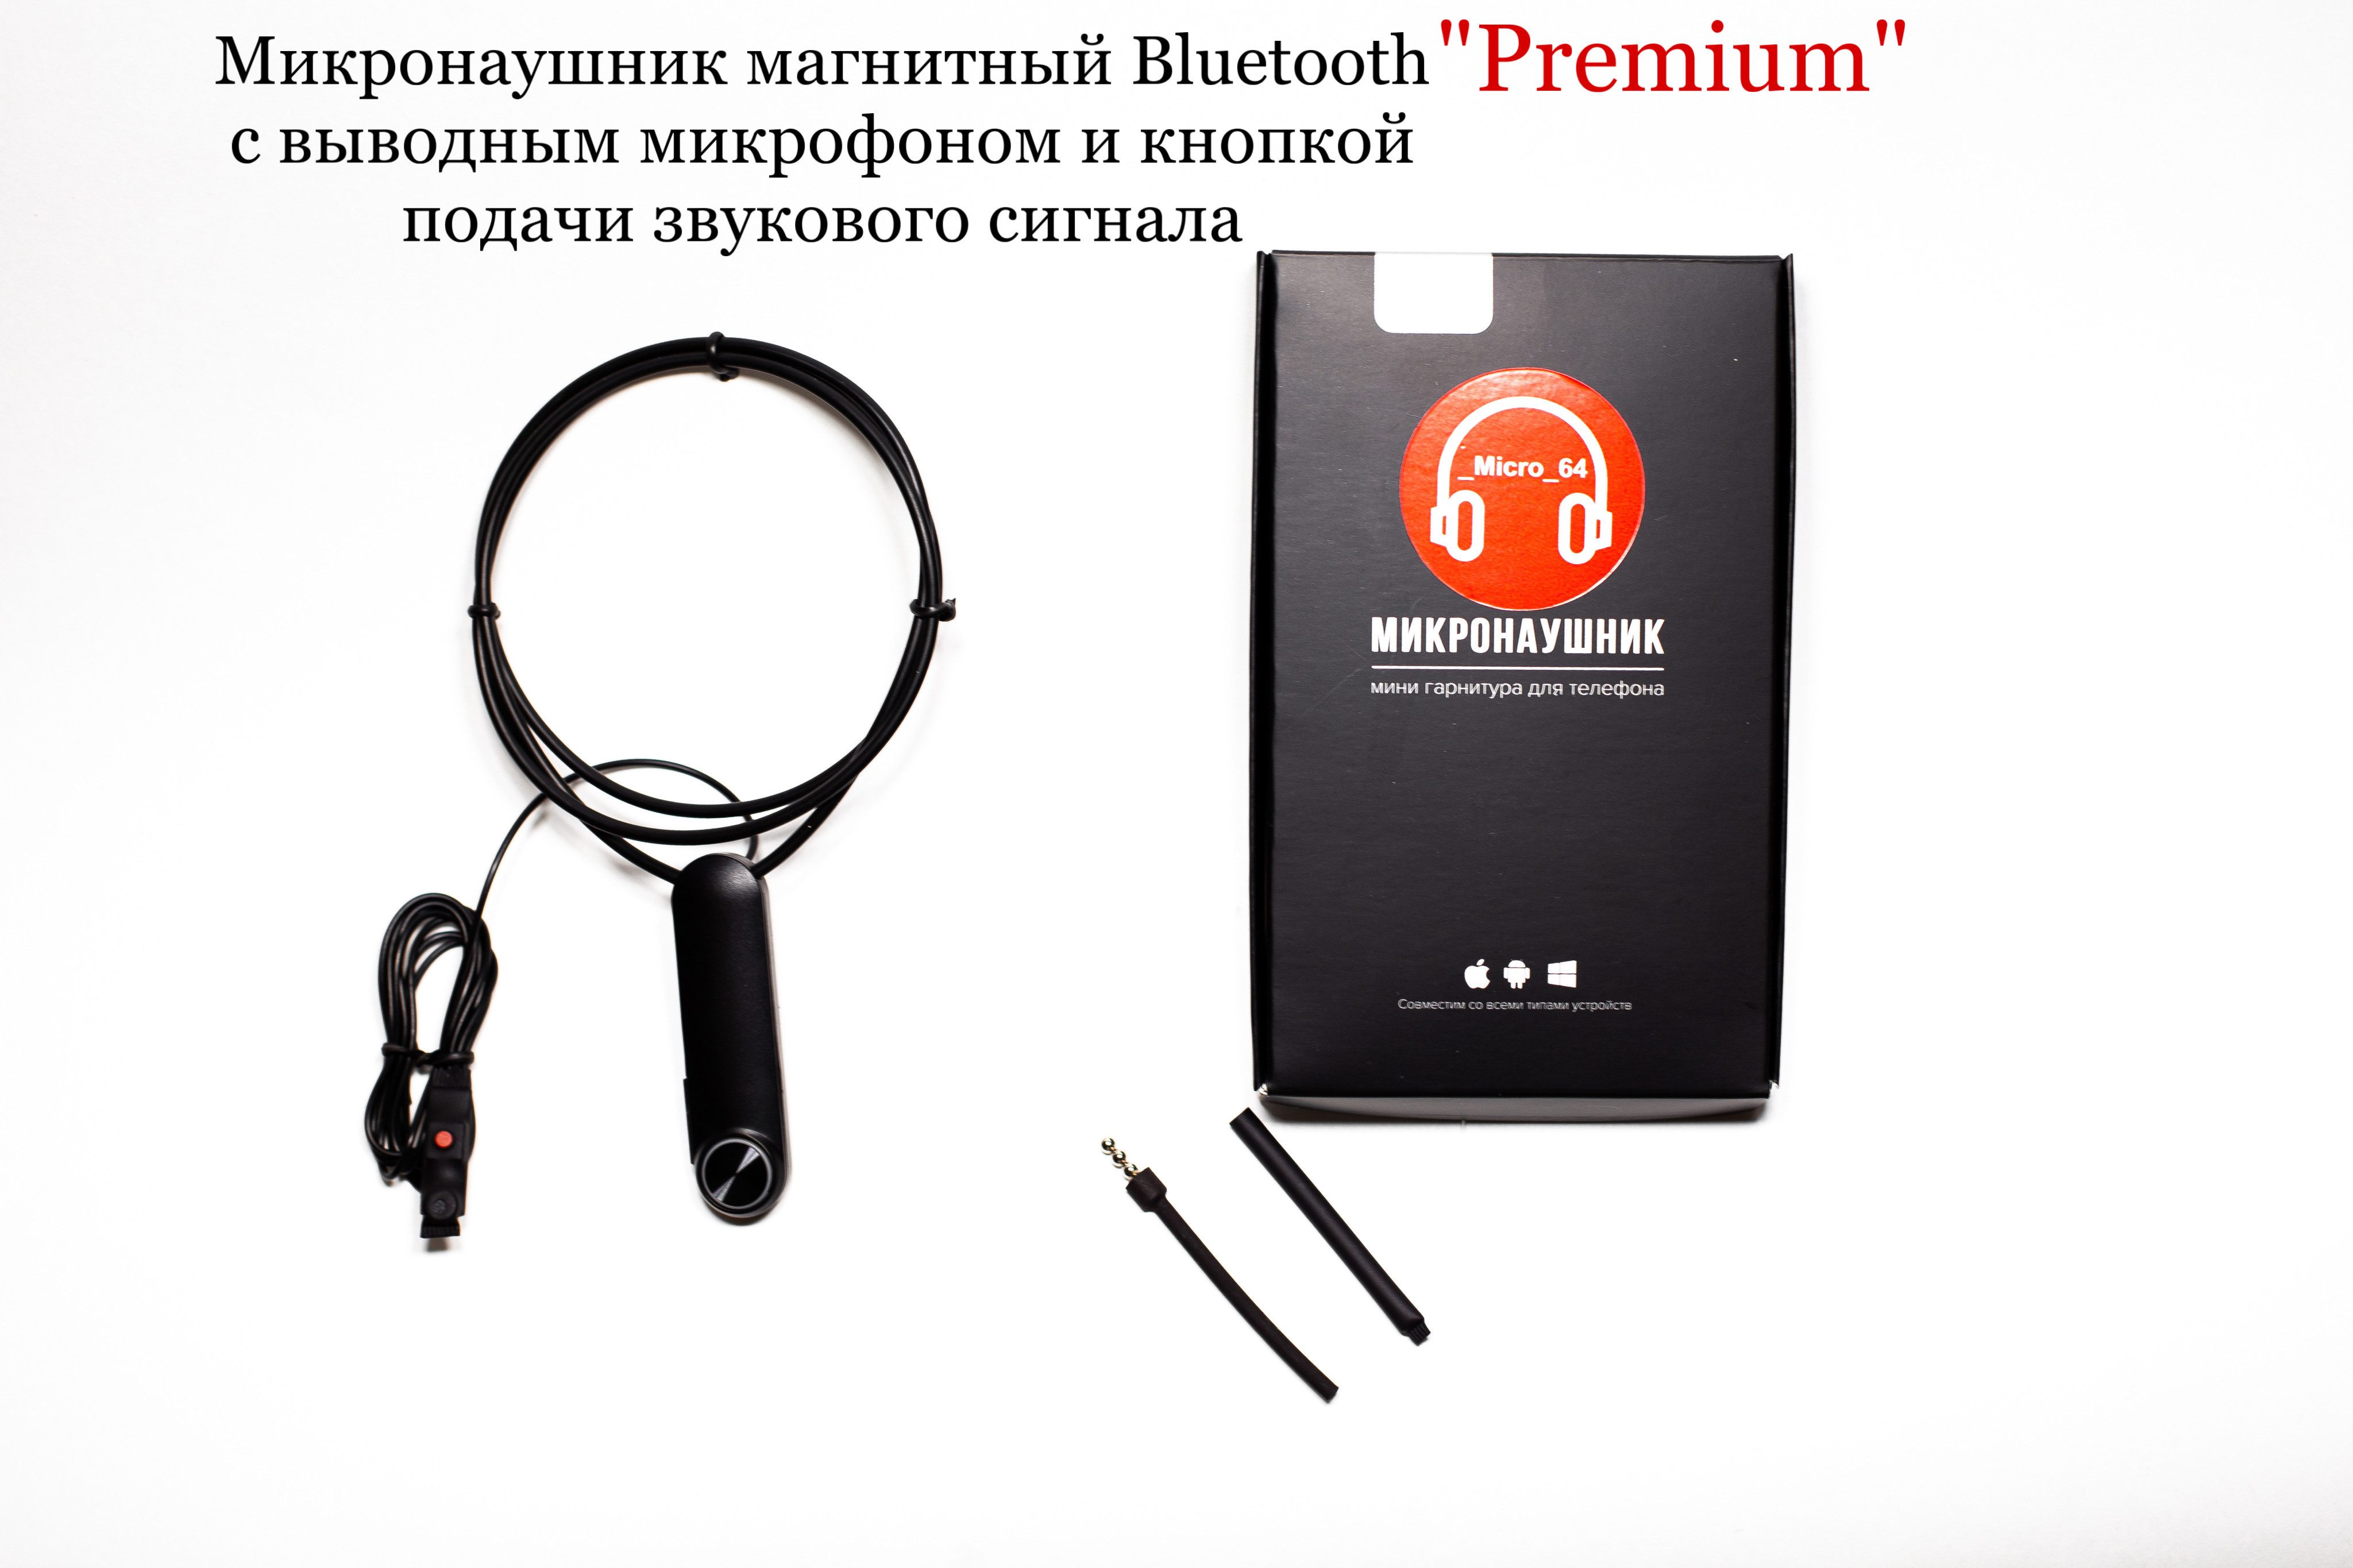 Микронаушник магнитный Bluetooth "Premium"
с выводным микрофоном и кнопкой
подачи звукового сигнала
_Micro_64
МИКРОНАУШНИК
мини гарнитура для телефона
Совместим со всеми типами устройств